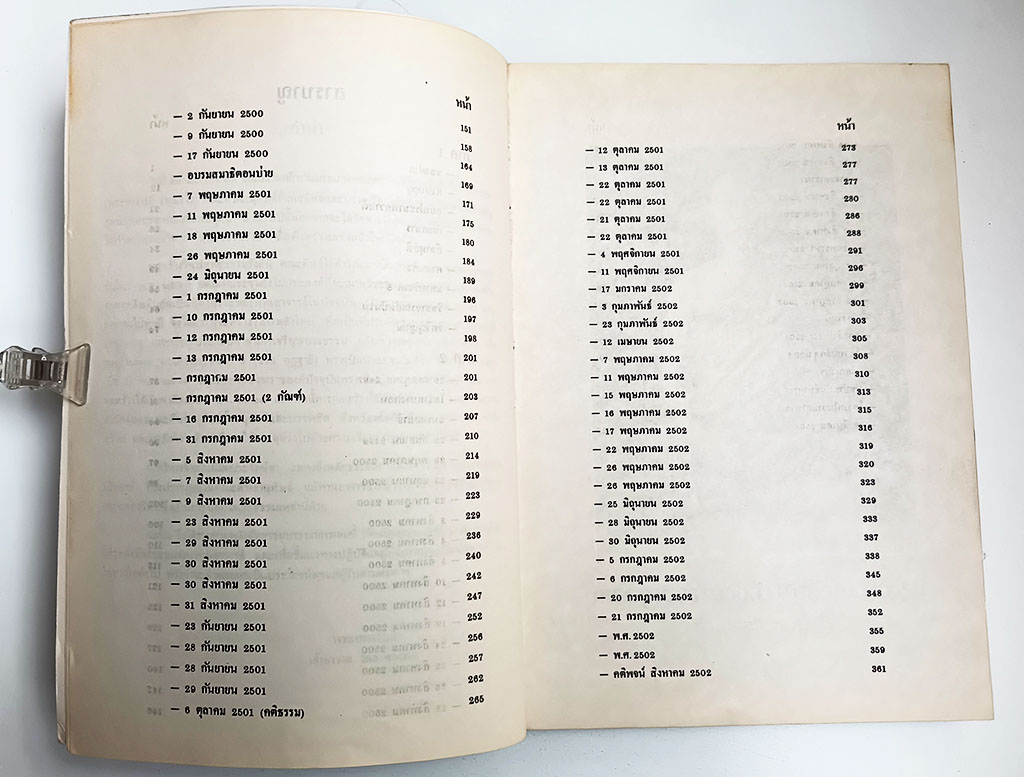 หน้า
— 2 กันยายน 2500 151
— 9 กันยายน 2500 158
— 17 กันยายน 2500 164
— อบรมสมาธิตอนบ่าย 169
— 7 พฤษภาคม 2501 171
— 11 พฤษภาคม 2501 175
— 18 พฤษภาคม 2501 180
— 26 พฤษภาคม 2501 184
— 24 มิถุนายน 2501 189
— 1 กรกฎาคม 2501 196
— 10 กรกฎาคม 2501 197
— 12 กรกฎาคม 2501 198
— 13 กรกฎาคม 2501 201
— กรกฎาคม 2501 201
— กรกฎาคม 2501 (2 กัณฑ์) 203
— 16 กรกฎาคม 2501 207
— 31 กรกฎาคม 2501 210
— 5 สิงหาคม 2501 214
— 7 สิงหาคม 2501 219
— 9 สิงหาคม 2501 223
— 23 สิงหาคม 2501 229
— 29 สิงหาคม 2501 236
— 30 สิงหาคม 2501 240
— 30 สิงหาคม 2501 242
— 31 สิงหาคม 2501 247
— 23 กันยายน 2501 252
— 28 กันยายน 2501 256
— 28 กันยายน 2501 257
— 29 กันยายน 2501 262
— 6 ตุลาคม 2501 (คติธรรม) 265
หน้า
— 12 ตุลาคม 2501 273
— 13 ตุลาคม 2501 277
— 22 ตุลาคม 2501 277
— 22 ตุลาคม 2501 280
— 21 ตุลาคม 2501 286
— 22 ตุลาคม 2501 288
— 4 พฤศจิกายน 2501 291
— 11 พฤศจิกายน 2501 296
— 17 มกราคม 2502 299
— 3 กุมภาพันธ์ 2502 301
— 23 กุมภาพันธ์ 2502 303
— 12 เมษายน 2502 305
— 7 พฤษภาคม 2502 308
— 11 พฤษภาคม 2502 310
— 15 พฤษภาคม 2502 313
— 16 พฤษภาคม 2502 315
— 17 พฤษภาคม 2502 316
— 22 พฤษภาคม 2502 319
— 26 พฤษภาคม 2502 320
— 26 พฤษภาคม 2502 323
— 25 มิถุนายน 2502 329
— 28 มิถุนายน 2502 333
— 30 มิถุนายน 2502 337
— 5 กรกฎาคม 2502 338
— 6 กรกฎาคม 2502 345
— 20 กรกฎาคม 2502 348
— 21 กรกฎาคม 2502 352
— พ.ศ.2502 355
— พ.ศ.2502 359
— คติพจน์ สิงหาคม 2502 361